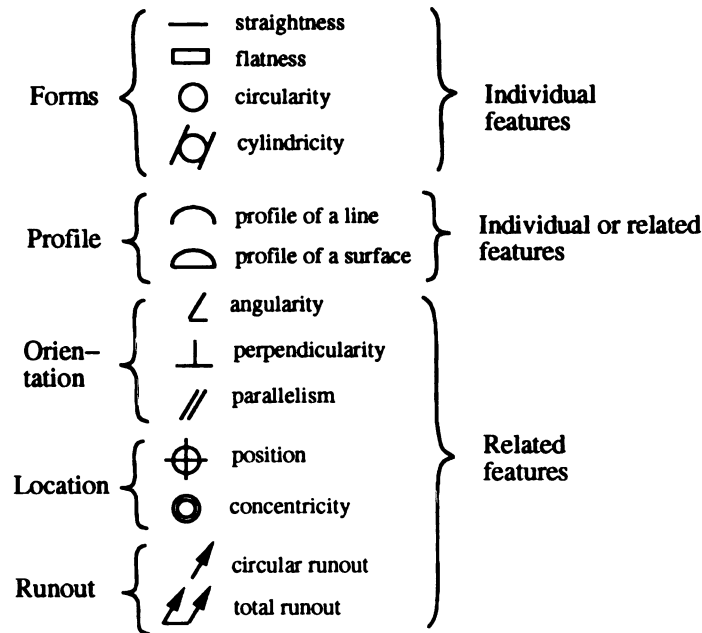 Forms
straightness
flatness
circularity
cylindricity
Individual
features
Profile
profile of a line
profile of a surface
Individual or related
features
Orien-
tation
angularity
perpendicularity
parallelism
Location
position
concentricity
Runout
circular runout
total runout
Related
features